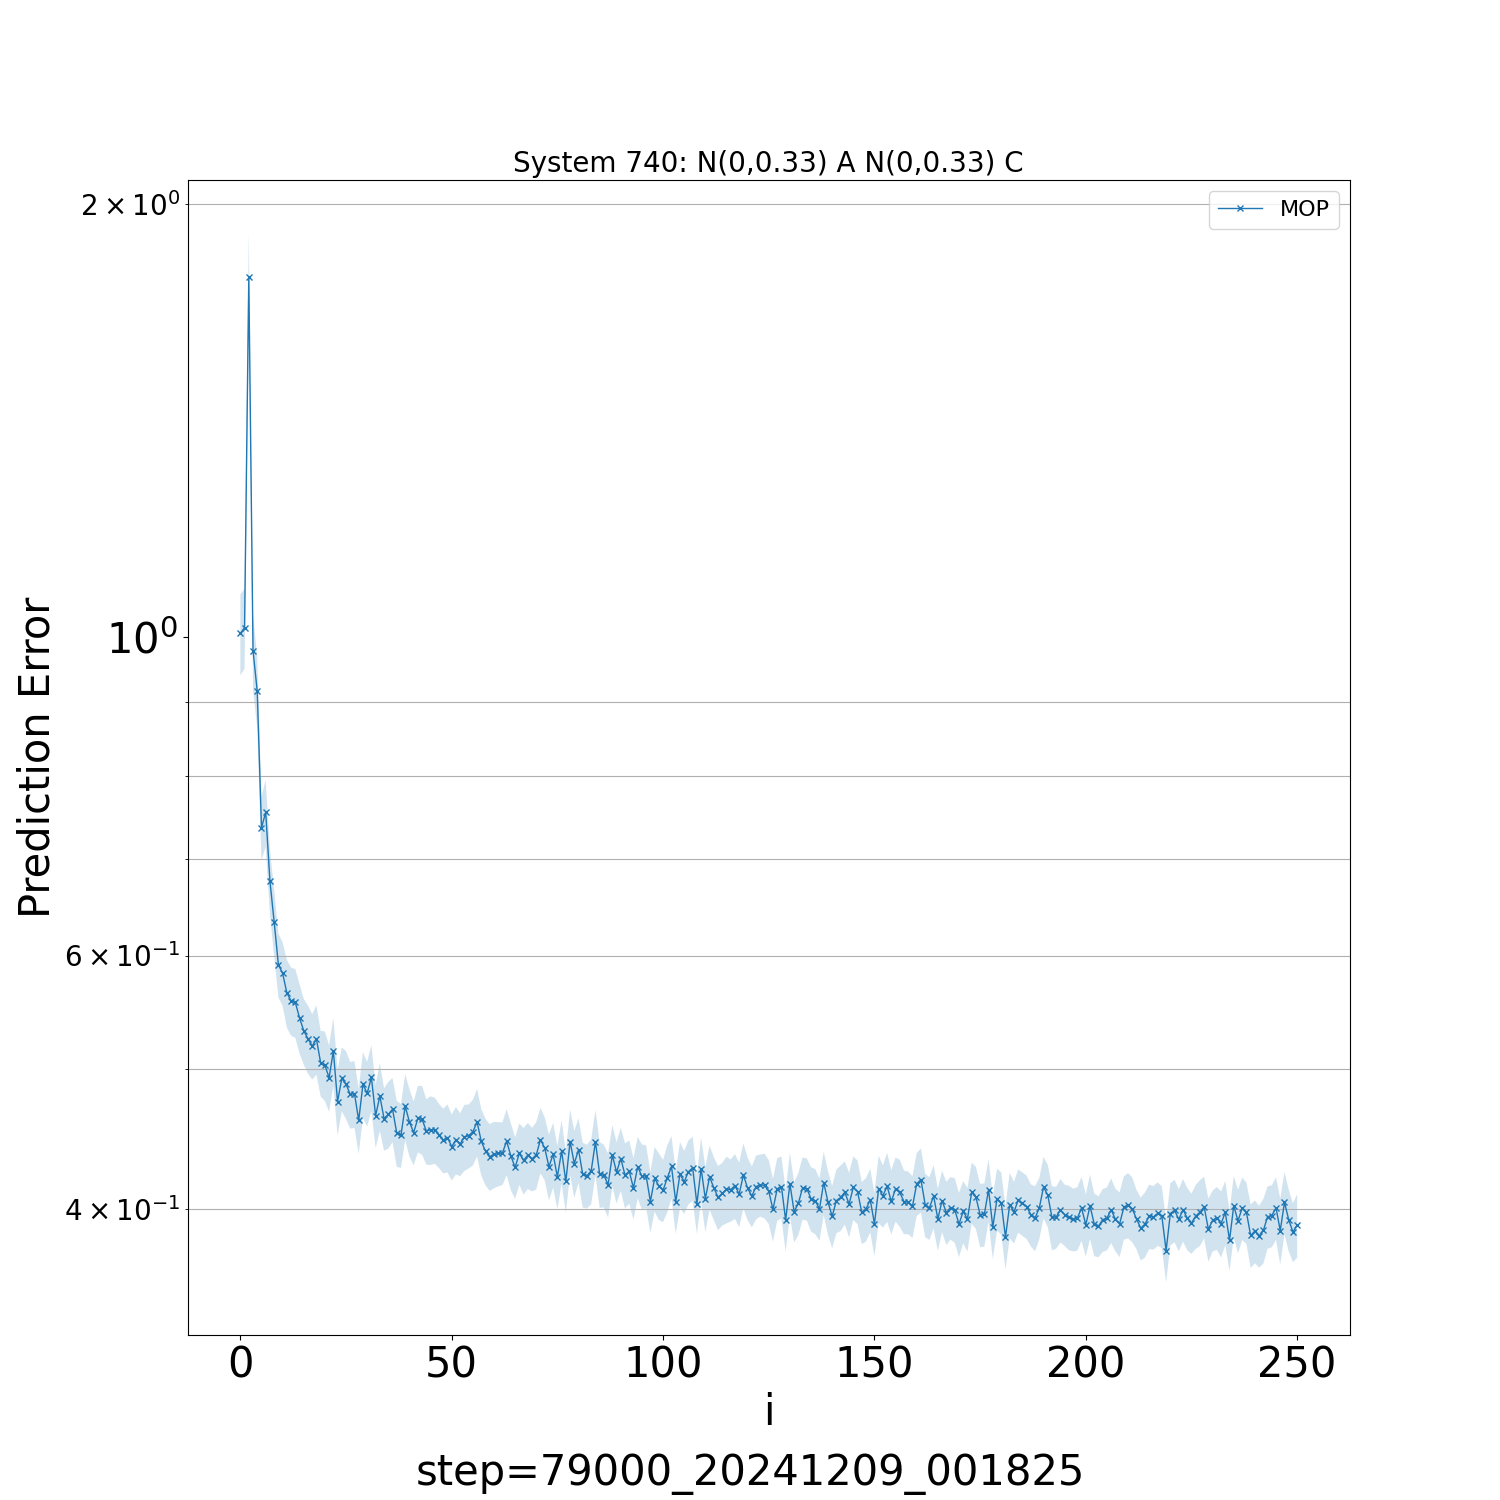 System 740: N(0,0.33) A N(0,0.33) C
MOP
2 × 10⁰
10⁰
6 × 10⁻¹
4 × 10⁻¹
Prediction Error
0 50 100 150 200 250
i
step=79000_20241209_001825